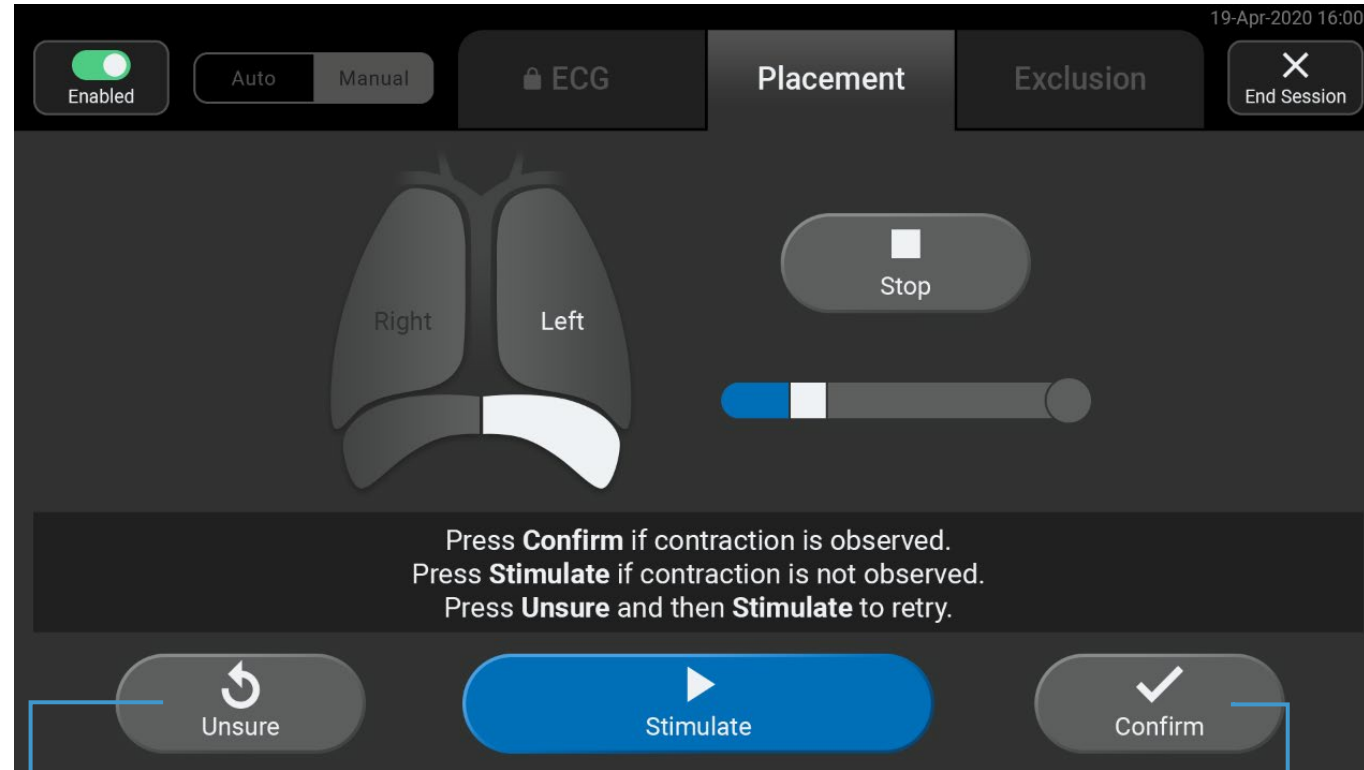 19-Apr-2020 16:00
Enabled
Auto
Manual
ECG
Placement
Exclusion
End Session
Right
Left
Stop
Press Confirm if contraction is observed.
Press Stimulate if contraction is not observed.
Press Unsure and then Stimulate to retry.
Unsure
Stimulate
Confirm